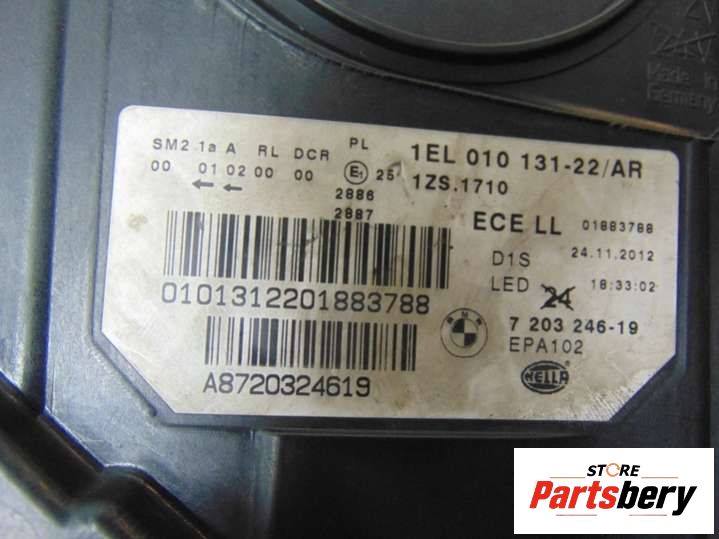 24V
Made in
Germany
SM2 1a A RL DCR PL
00 01 02 00 00 E1 25
2886
2887
1EL 010 131-22/AR
1ZS.1710
ECE LL 01883788
D1S 24.11.2012
LED 24 18:33:02
0101312201883788
BMW
7 203 246-19
EPA102
A8720324619
HELLA
STORE
Partsbery